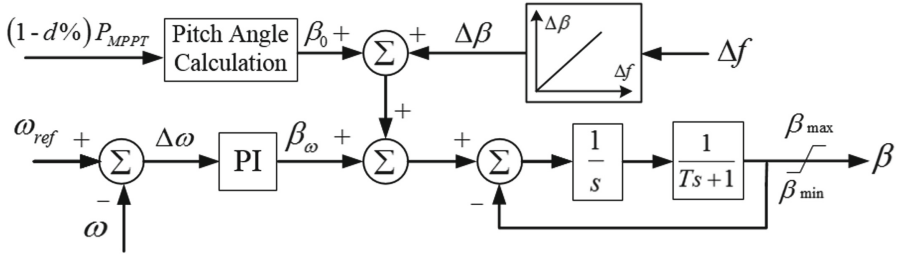 (1-d%)P_MPPT
Pitch Angle
Calculation
β₀ +
Σ
+
Δβ
Δβ
Δf
Δf
+
ω_ref
+
Σ
−
Δω
PI
β_ω
+
Σ
+
Σ
−
1/s
1/(Ts+1)
β_max
β_min
β
ω